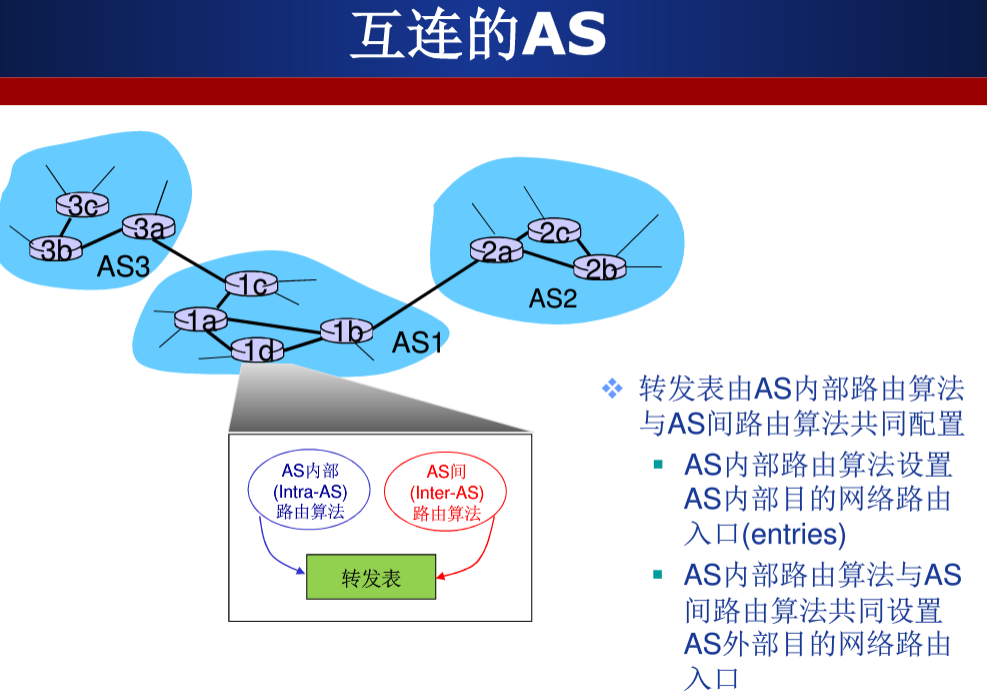 互连的AS
3c
3a
3b
AS3
2c
2a
2b
AS2
1c
1a
1b
1d
AS1
AS内部
(Intra-AS)
路由算法
AS间
(Inter-AS)
路由算法
转发表
转发表由AS内部路由算法
与AS间路由算法共同配置
AS内部路由算法设置
AS内部目的网络路由
入口(entries)
AS内部路由算法与AS
间路由算法共同设置
AS外部目的网络路由
入口